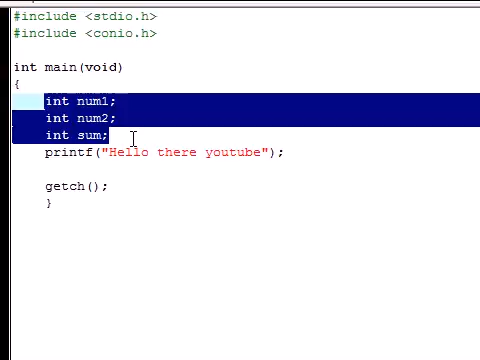 #include <stdio.h>
#include <conio.h>
int main(void)
{
int num1;
int num2;
int sum;
printf("Hello there youtube");
getch();
}